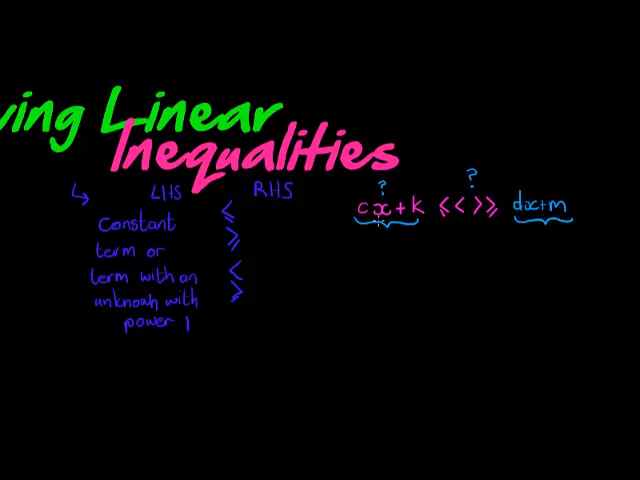 ving Linear
Inequalities
LHS RHS
Constant
term or
term with an
unknown with
power 1
⩽
⩾
<
>
? ?
cx+k ⩽ < > ⩾ dx+m